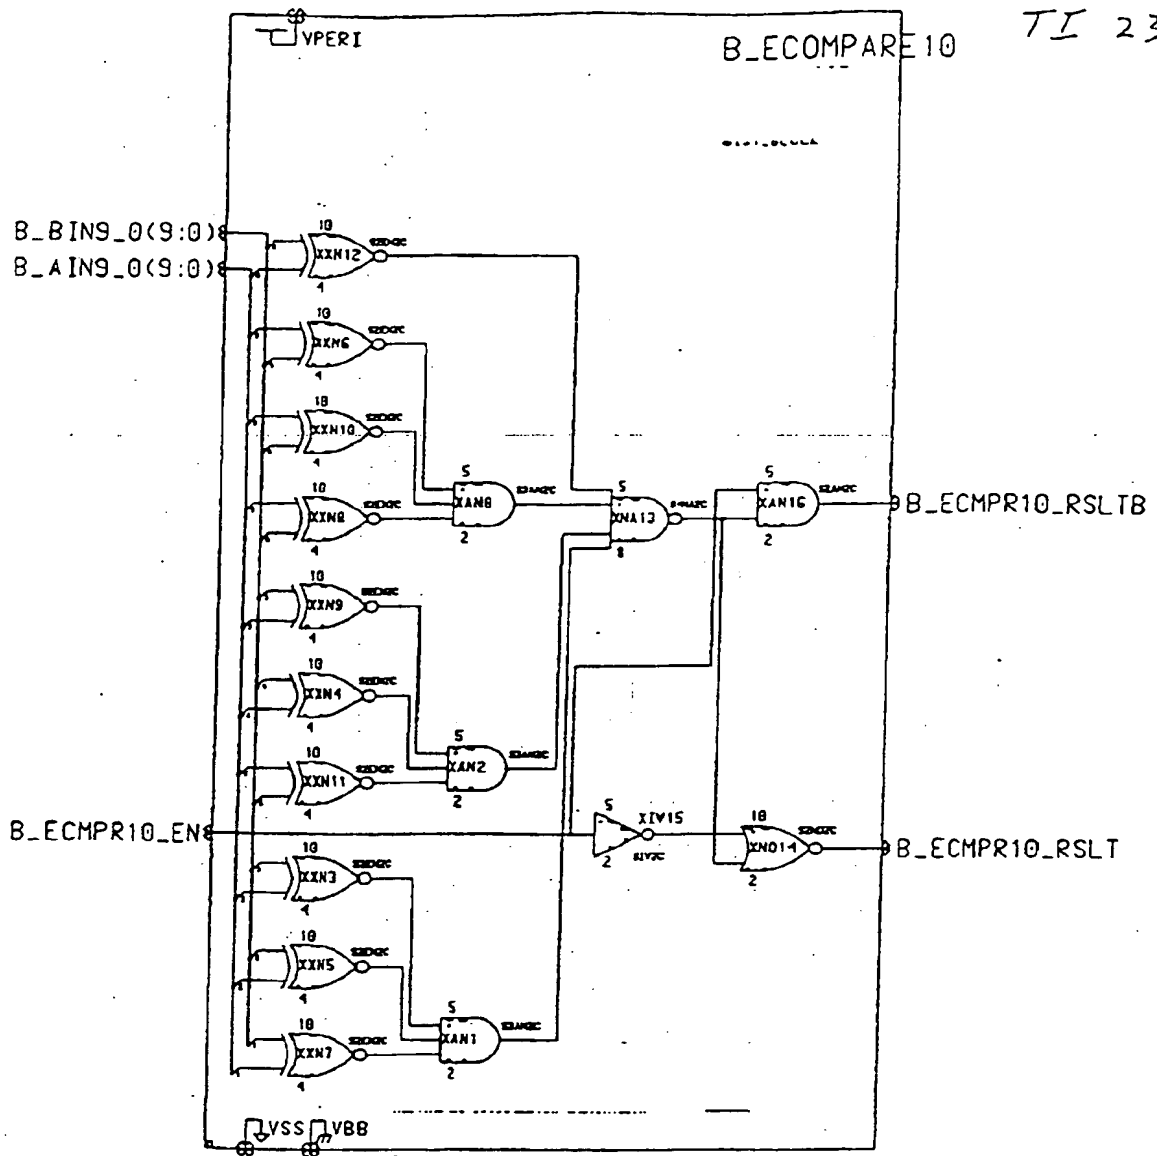 TI 23
VPERI
B_ECOMPARE10
B_BIN9_0(9:0)
B_AIN9_0(9:0)
10
XXN12
4
10
XXN6
4
10
XXN10
4
10
XXN8
4
5
XAN8
2
5
XNA13
8
5
XAN16
2
B_ECMPR10_RSLTB
10
XXN9
4
10
XXN4
4
10
XXN11
4
5
XAN2
2
B_ECMPR10_EN
5
XIV15
2
10
XNO14
2
B_ECMPR10_RSLT
10
XXN3
4
10
XXN5
4
10
XXN7
4
5
XAN1
2
VSS
VBB